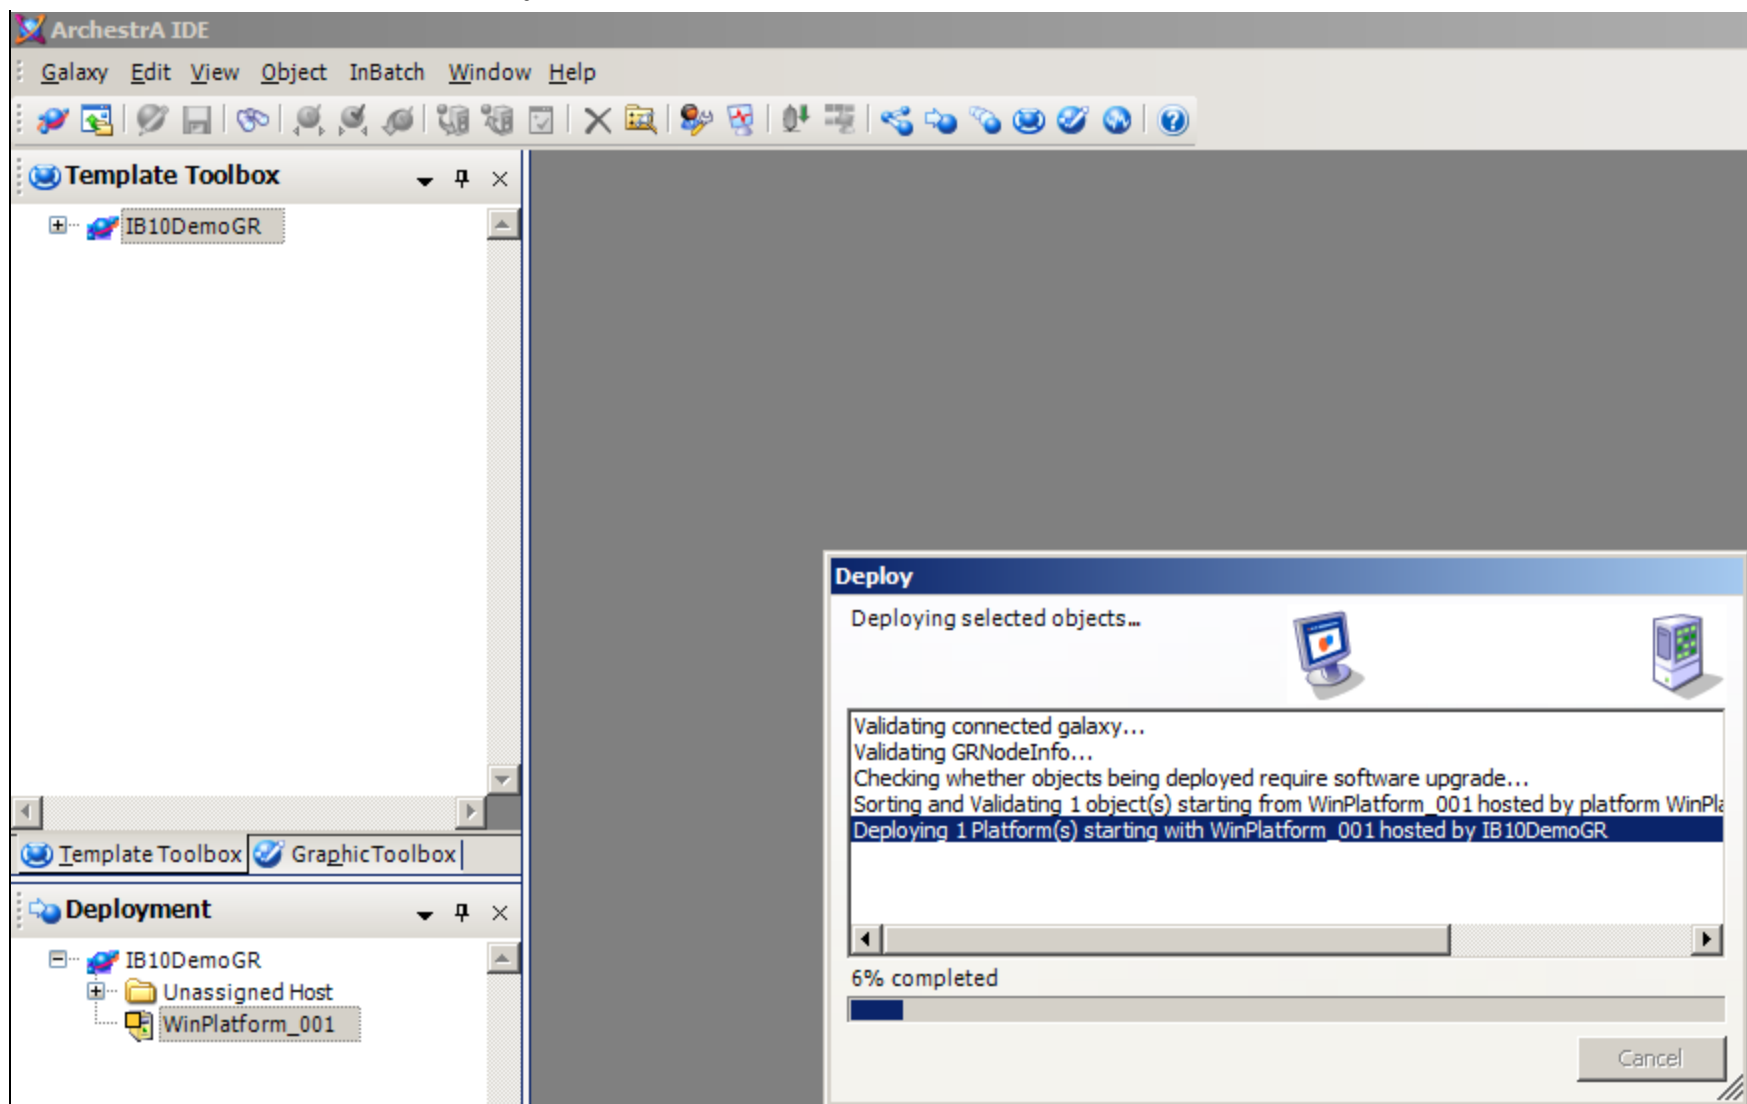 ArchestrA IDE
Galaxy Edit View Object InBatch Window Help
Template Toolbox
IB10DemoGR
Template Toolbox GraphicToolbox
Deployment
IB10DemoGR
Unassigned Host
WinPlatform_001
Deploy
Deploying selected objects...
Validating connected galaxy...
Validating GRNodeInfo...
Checking whether objects being deployed require software upgrade...
Sorting and Validating 1 object(s) starting from WinPlatform_001 hosted by platform WinPla
Deploying 1 Platform(s) starting with WinPlatform_001 hosted by IB10DemoGR
6% completed
Cancel